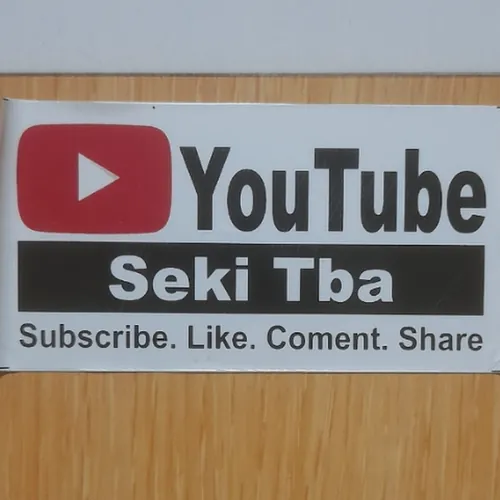 YouTube
Seki Tba
Subscribe. Like. Coment. Share